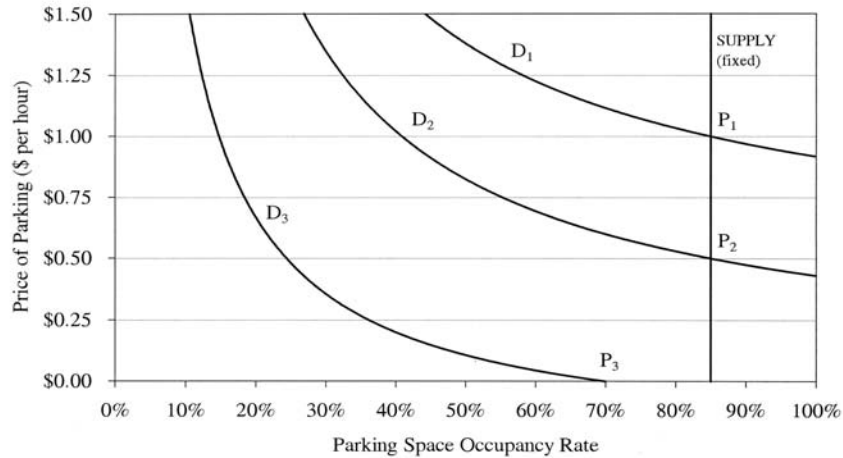 $1.50
$1.25
$1.00
$0.75
$0.50
$0.25
$0.00
Price of Parking ($ per hour)
D1
D2
D3
SUPPLY
(fixed)
P1
P2
P3
0% 10% 20% 30% 40% 50% 60% 70% 80% 90% 100%
Parking Space Occupancy Rate